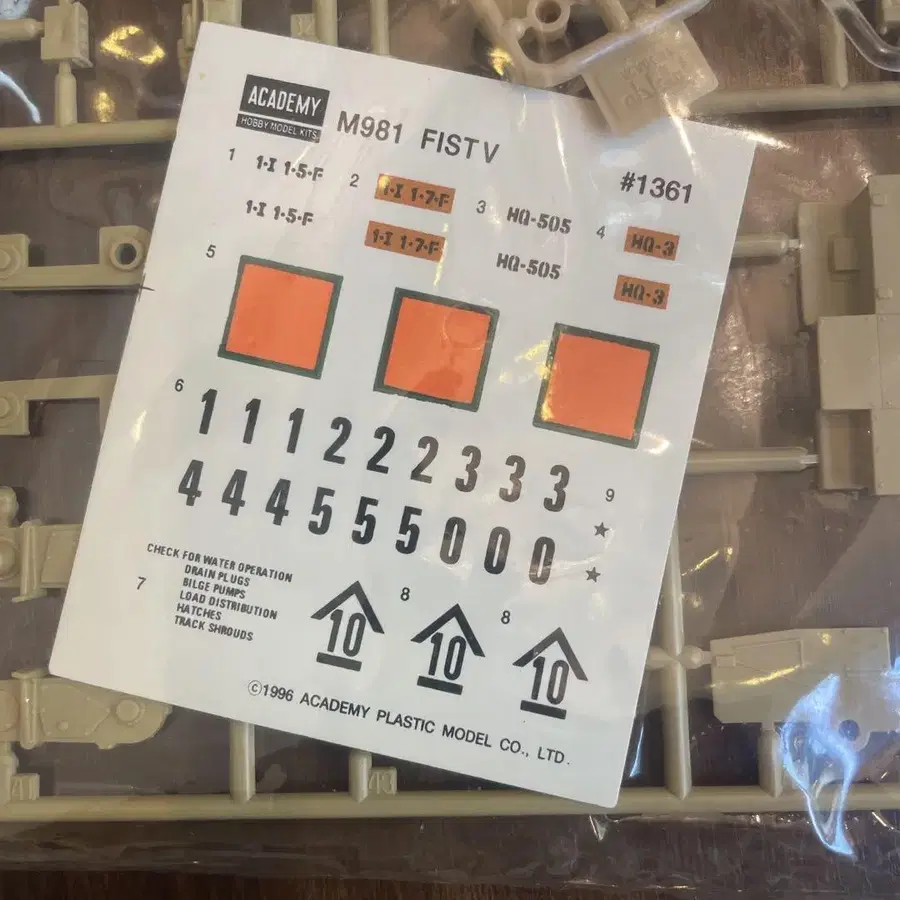 ACADEMY
HOBBY MODEL KITS
M981 FIST V
#1361
1 1·I 1·5·F
1·I 1·5·F
2 1·I 1·7·F
1·I 1·7·F
3 HQ-505
HQ-505
4 HQ-3
HQ-3
5
6 1 1 1 2 2 2 3 3 3
4 4 4 5 5 5 0 0 0
9
7
CHECK FOR WATER OPERATION
DRAIN PLUGS
BILGE PUMPS
LOAD DISTRIBUTION
HATCHES
TRACK SHROUDS
10
8
10
8
10
©1996 ACADEMY PLASTIC MODEL CO., LTD.
41
43